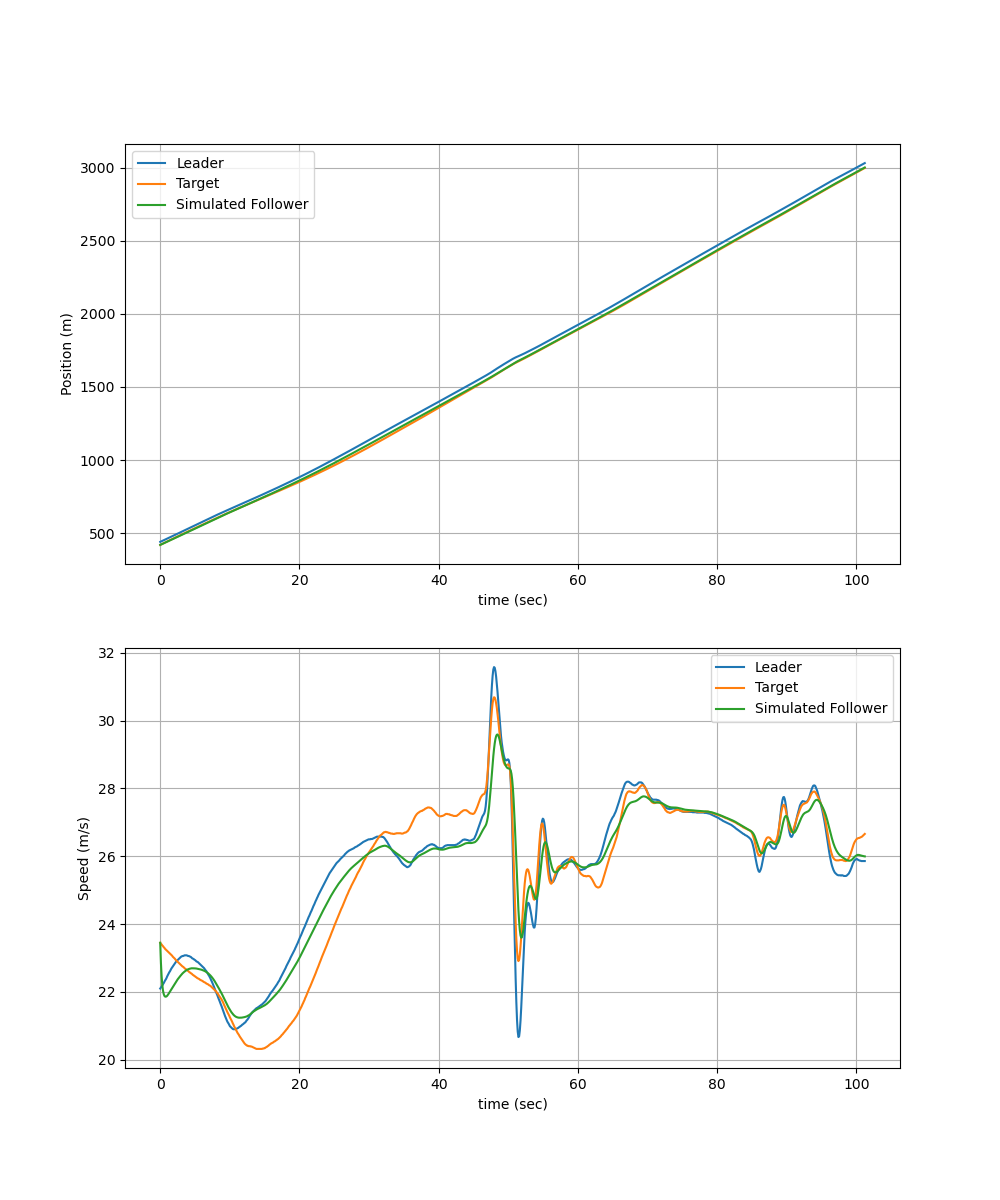 Leader
Target
Simulated Follower
3000
2500
2000
1500
1000
500
Position (m)
0 20 40 60 80 100
time (sec)
Leader
Target
Simulated Follower
32
30
28
26
24
22
20
Speed (m/s)
0 20 40 60 80 100
time (sec)